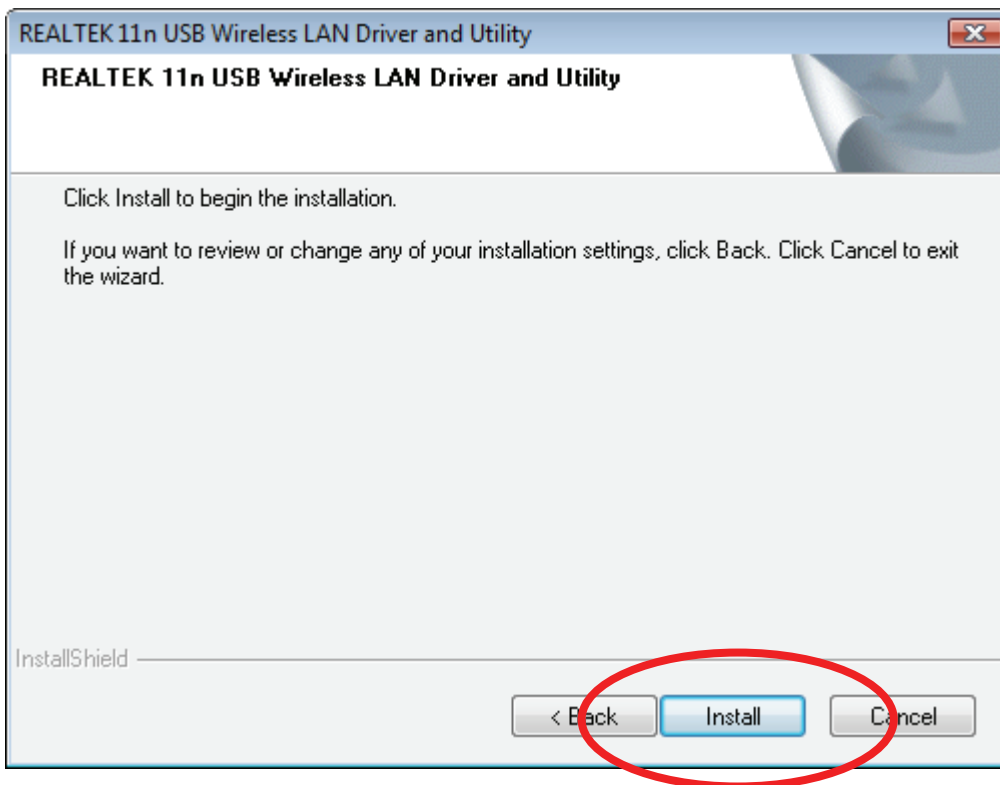 REALTEK 11n USB Wireless LAN Driver and Utility
REALTEK 11n USB Wireless LAN Driver and Utility
Click Install to begin the installation.
If you want to review or change any of your installation settings, click Back. Click Cancel to exit
the wizard.
InstallShield
< Back Install Cancel